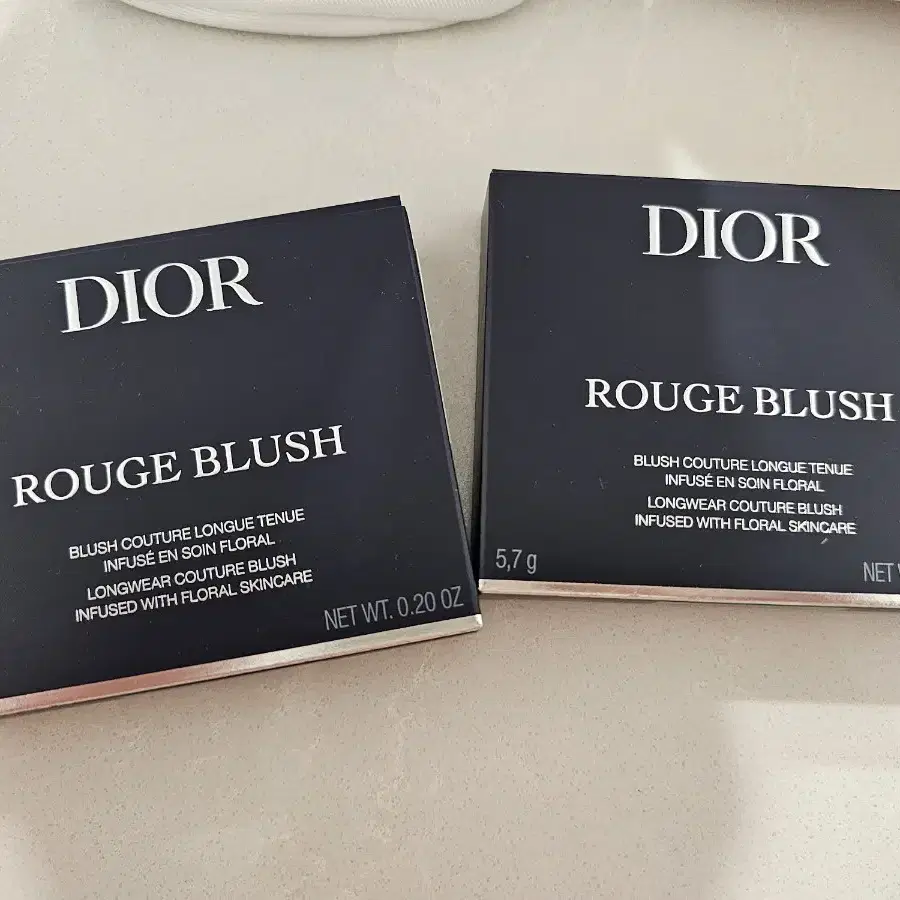 DIOR
ROUGE BLUSH
BLUSH COUTURE LONGUE TENUE
INFUSÉ EN SOIN FLORAL
LONGWEAR COUTURE BLUSH
INFUSED WITH FLORAL SKINCARE
NET WT. 0.20 OZ
DIOR
ROUGE BLUSH
BLUSH COUTURE LONGUE TENUE
INFUSÉ EN SOIN FLORAL
LONGWEAR COUTURE BLUSH
INFUSED WITH FLORAL SKINCARE
5,7 g
NET